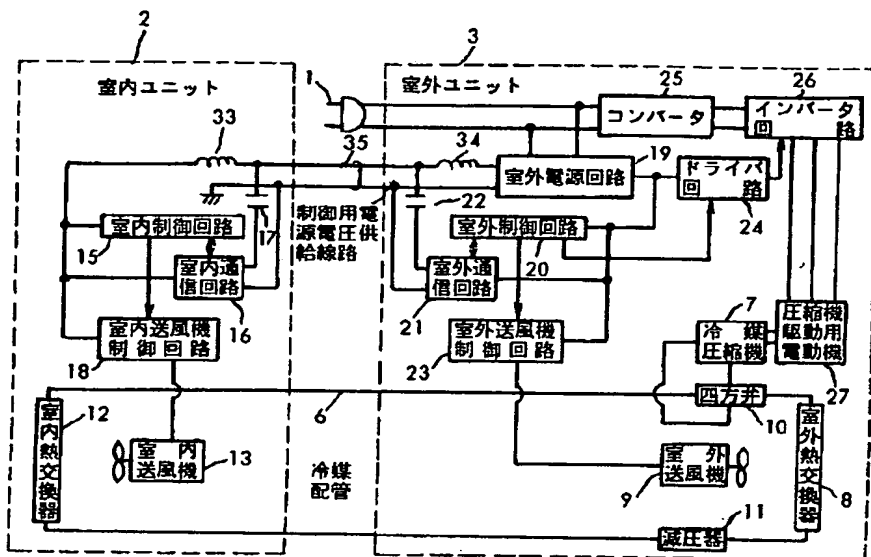 2
3
室内ユニット
室外ユニット
1
25
26
コンバータ
インバータ
回路
33
35
34
19
室外電源回路
ドライバ
回路
24
17
22
制御用電
源電圧供
給線路
室内制御回路
15
室外制御回路
20
室内通
信回路
16
室外通
信回路
21
室内送風機
制御回路
18
室外送風機
制御回路
23
7
冷媒
圧縮機
圧縮機
駆動用
電動機
27
6
四方弁
10
12
室内熱交換器
室内
送風機
13
冷媒
配管
室外
送風機
9
室外熱交換器
8
11
減圧器